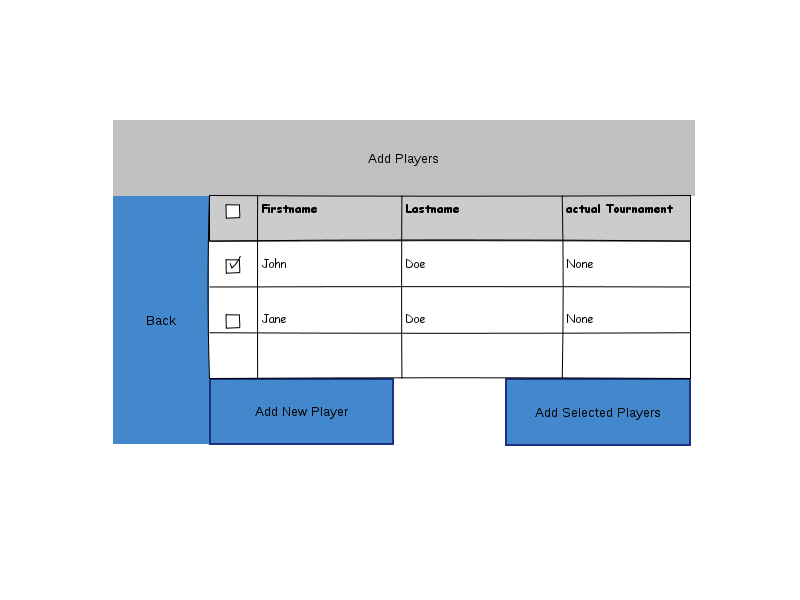 Add Players
Firstname Lastname actual Tournament
John Doe None
Back
Jane Doe None
Add New Player
Add Selected Players